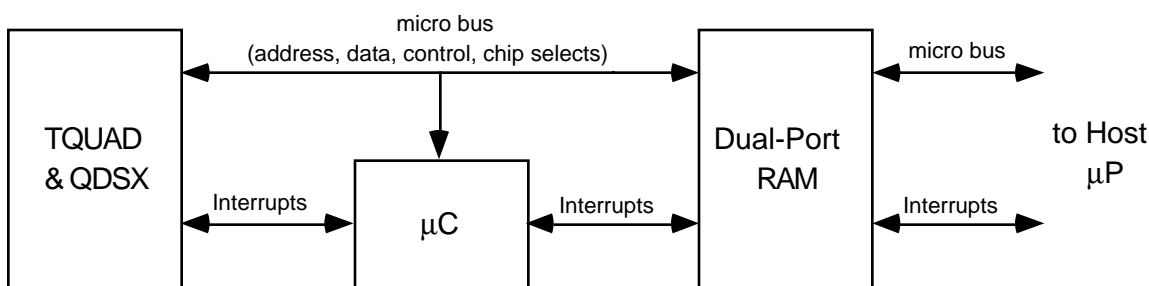 micro bus
(address, data, control, chip selects)
micro bus
TQUAD
& QDSX
Dual-Port
RAM
to Host
μP
Interrupts
μC
Interrupts
Interrupts